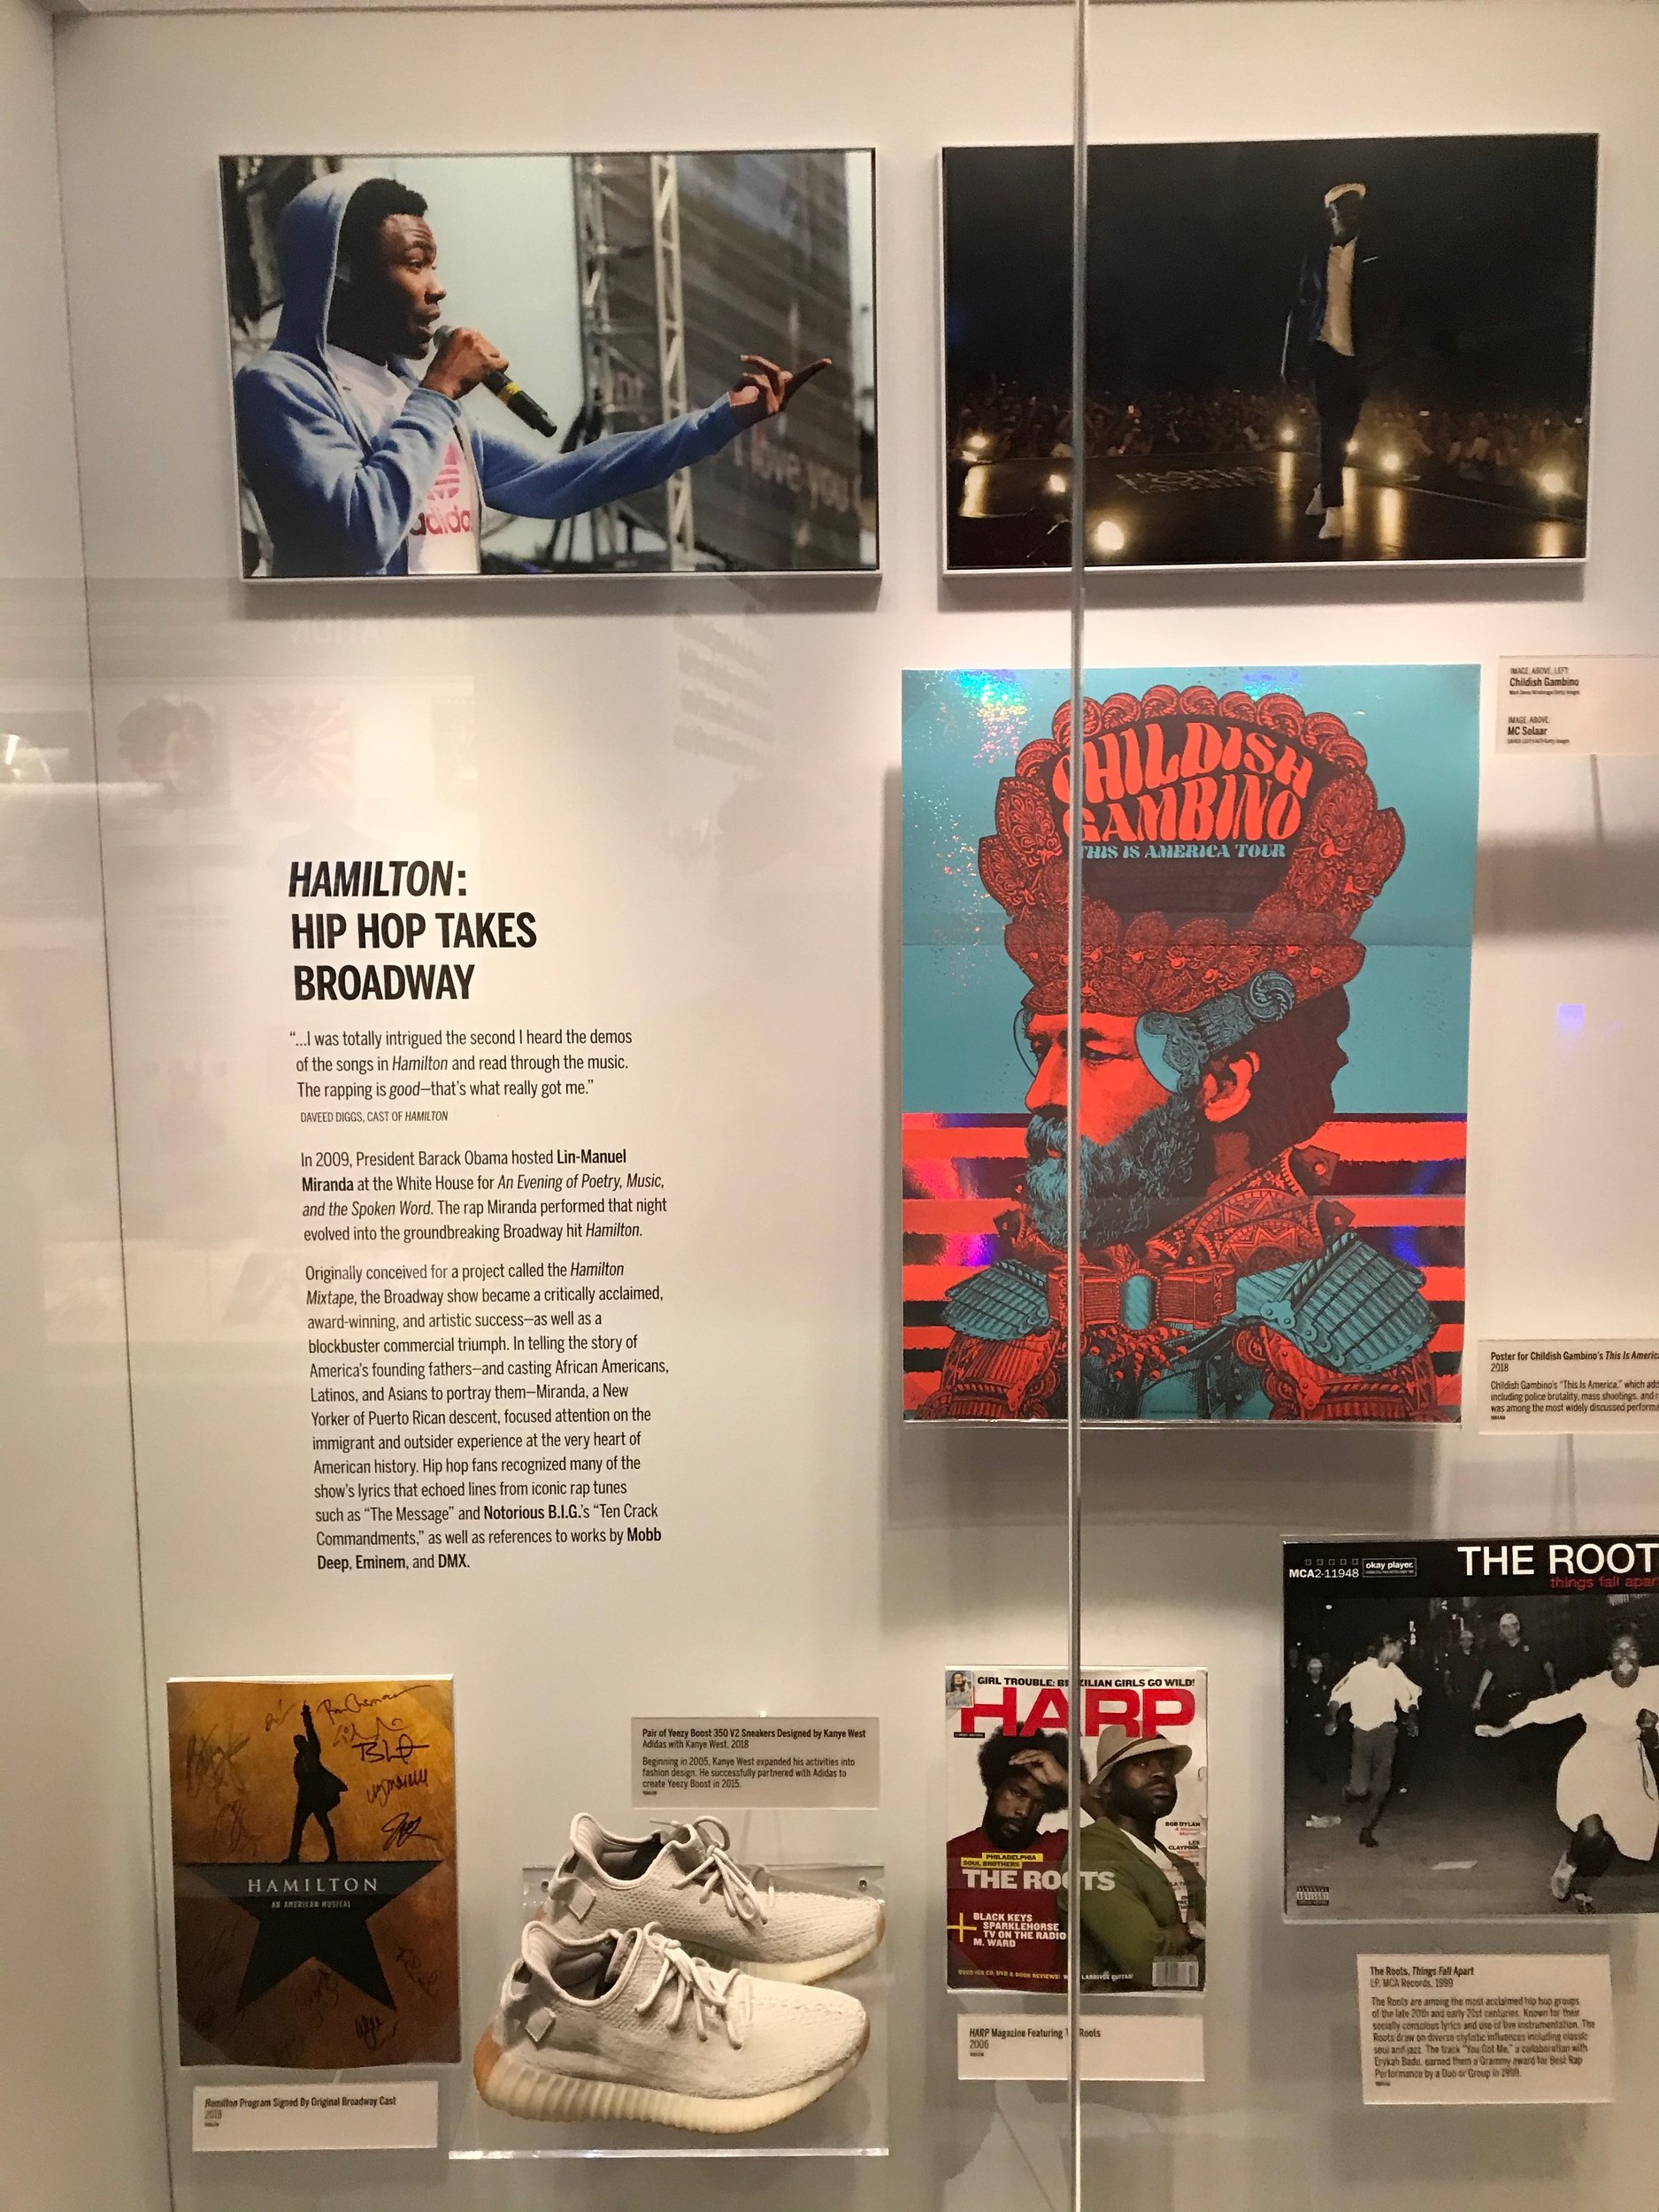 adidas
IMAGE, ABOVE LEFT:
Childish Gambino
IMAGE, ABOVE:
MC Solaar
CHILDISH
GAMBINO
THIS IS AMERICA TOUR
HAMILTON:
HIP HOP TAKES
BROADWAY
“...I was totally intrigued the second I heard the demos
of the songs in Hamilton and read through the music.
The rapping is good—that’s what really got me.”
DAVEED DIGGS, CAST OF HAMILTON
In 2009, President Barack Obama hosted Lin-Manuel
Miranda at the White House for An Evening of Poetry, Music,
and the Spoken Word. The rap Miranda performed that night
evolved into the groundbreaking Broadway hit Hamilton.
Originally conceived for a project called the Hamilton
Mixtape, the Broadway show became a critically acclaimed,
award-winning, and artistic success—as well as a
blockbuster commercial triumph. In telling the story of
America’s founding fathers—and casting African Americans,
Latinos, and Asians to portray them—Miranda, a New
Yorker of Puerto Rican descent, focused attention on the
immigrant and outsider experience at the very heart of
American history. Hip hop fans recognized many of the
show’s lyrics that echoed lines from iconic rap tunes
such as “The Message” and Notorious B.I.G.’s “Ten Crack
Commandments,” as well as references to works by Mobb
Deep, Eminem, and DMX.
Poster for Childish Gambino’s This Is America
2018
Childish Gambino’s “This Is America,” which add
including police brutality, mass shootings, and
was among the most widely discussed performa
HAMILTON
AN AMERICAN MUSICAL
Hamilton Program Signed By Original Broadway Cast
2015
Pair of Yeezy Boost 350 V2 Sneakers Designed by Kanye West
Adidas with Kanye West, 2018
Beginning in 2005, Kanye West expanded his activities into
fashion design. He successfully partnered with Adidas to
create Yeezy Boost in 2015.
GIRL TROUBLE: BRAZILIAN GIRLS GO WILD!
HARP
BOB DYLAN
LES
CLAYPOOL
PHILADELPHIA
SOUL BROTHERS
THE ROOTS
+ BLACK KEYS
SPARKLEHORSE
TV ON THE RADIO
M. WARD
HARP Magazine Featuring The Roots
2006
MCA2-11948
okay player.
THE ROOT
things fall apar
The Roots, Things Fall Apart
LP, MCA Records, 1999
The Roots are among the most acclaimed hip hop groups
of the late 20th and early 21st centuries. Known for their
socially conscious lyrics and use of live instrumentation, The
Roots draw on diverse stylistic influences including classic
soul and jazz. The track “You Got Me,” a collaboration with
Erykah Badu, earned them a Grammy award for Best Rap
Performance by a Duo or Group in 1999.